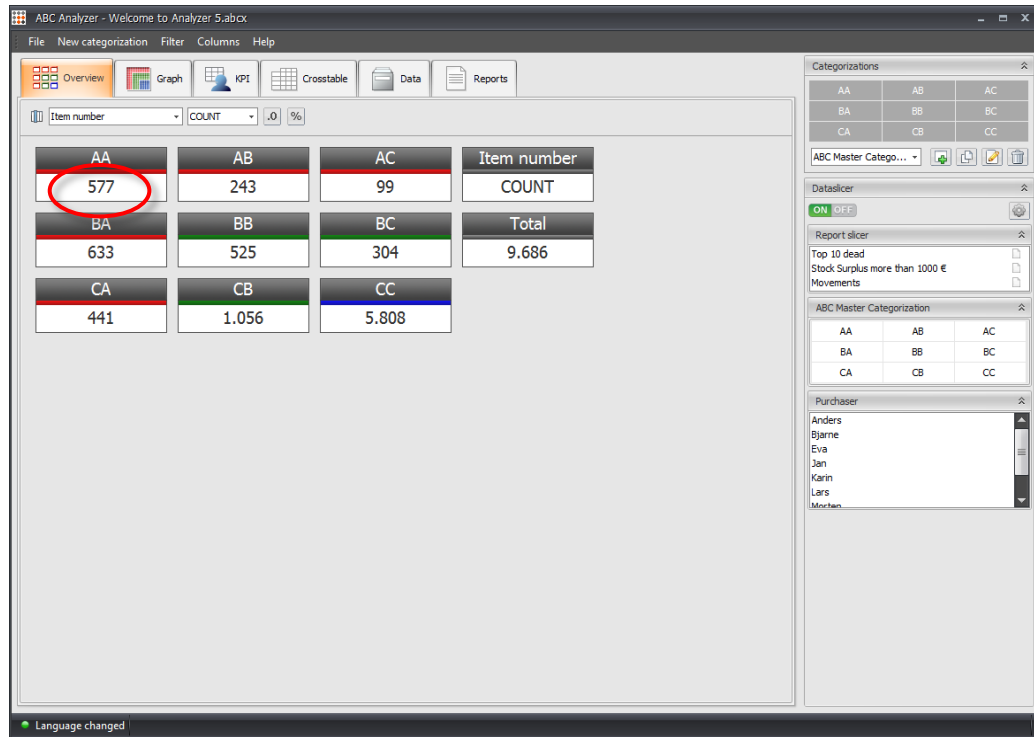 ABC Analyzer - Welcome to Analyzer 5.abcx
File New categorization Filter Columns Help
Overview Graph KPI Crosstable Data Reports
Item number COUNT .0 %
AA AB AC Item number
577 243 99 COUNT
BA BB BC Total
633 525 304 9.686
CA CB CC
441 1.056 5.808
Categorizations
AA AB AC
BA BB BC
CA CB CC
ABC Master Catego...
Dataslicer
ON OFF
Report slicer
Top 10 dead
Stock Surplus more than 1000 €
Movements
ABC Master Categorization
AA AB AC
BA BB BC
CA CB CC
Purchaser
Anders
Bjarne
Eva
Jan
Karin
Lars
Morten
Language changed